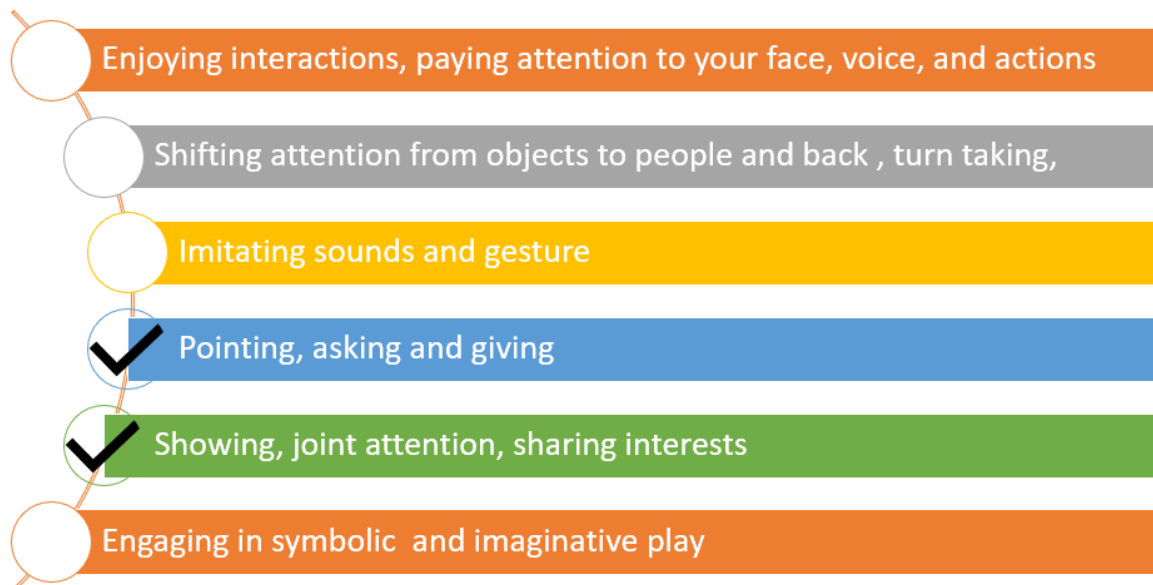 Enjoying interactions, paying attention to your face, voice, and actions
Shifting attention from objects to people and back , turn taking,
Imitating sounds and gesture
Pointing, asking and giving
Showing, joint attention, sharing interests
Engaging in symbolic  and imaginative play